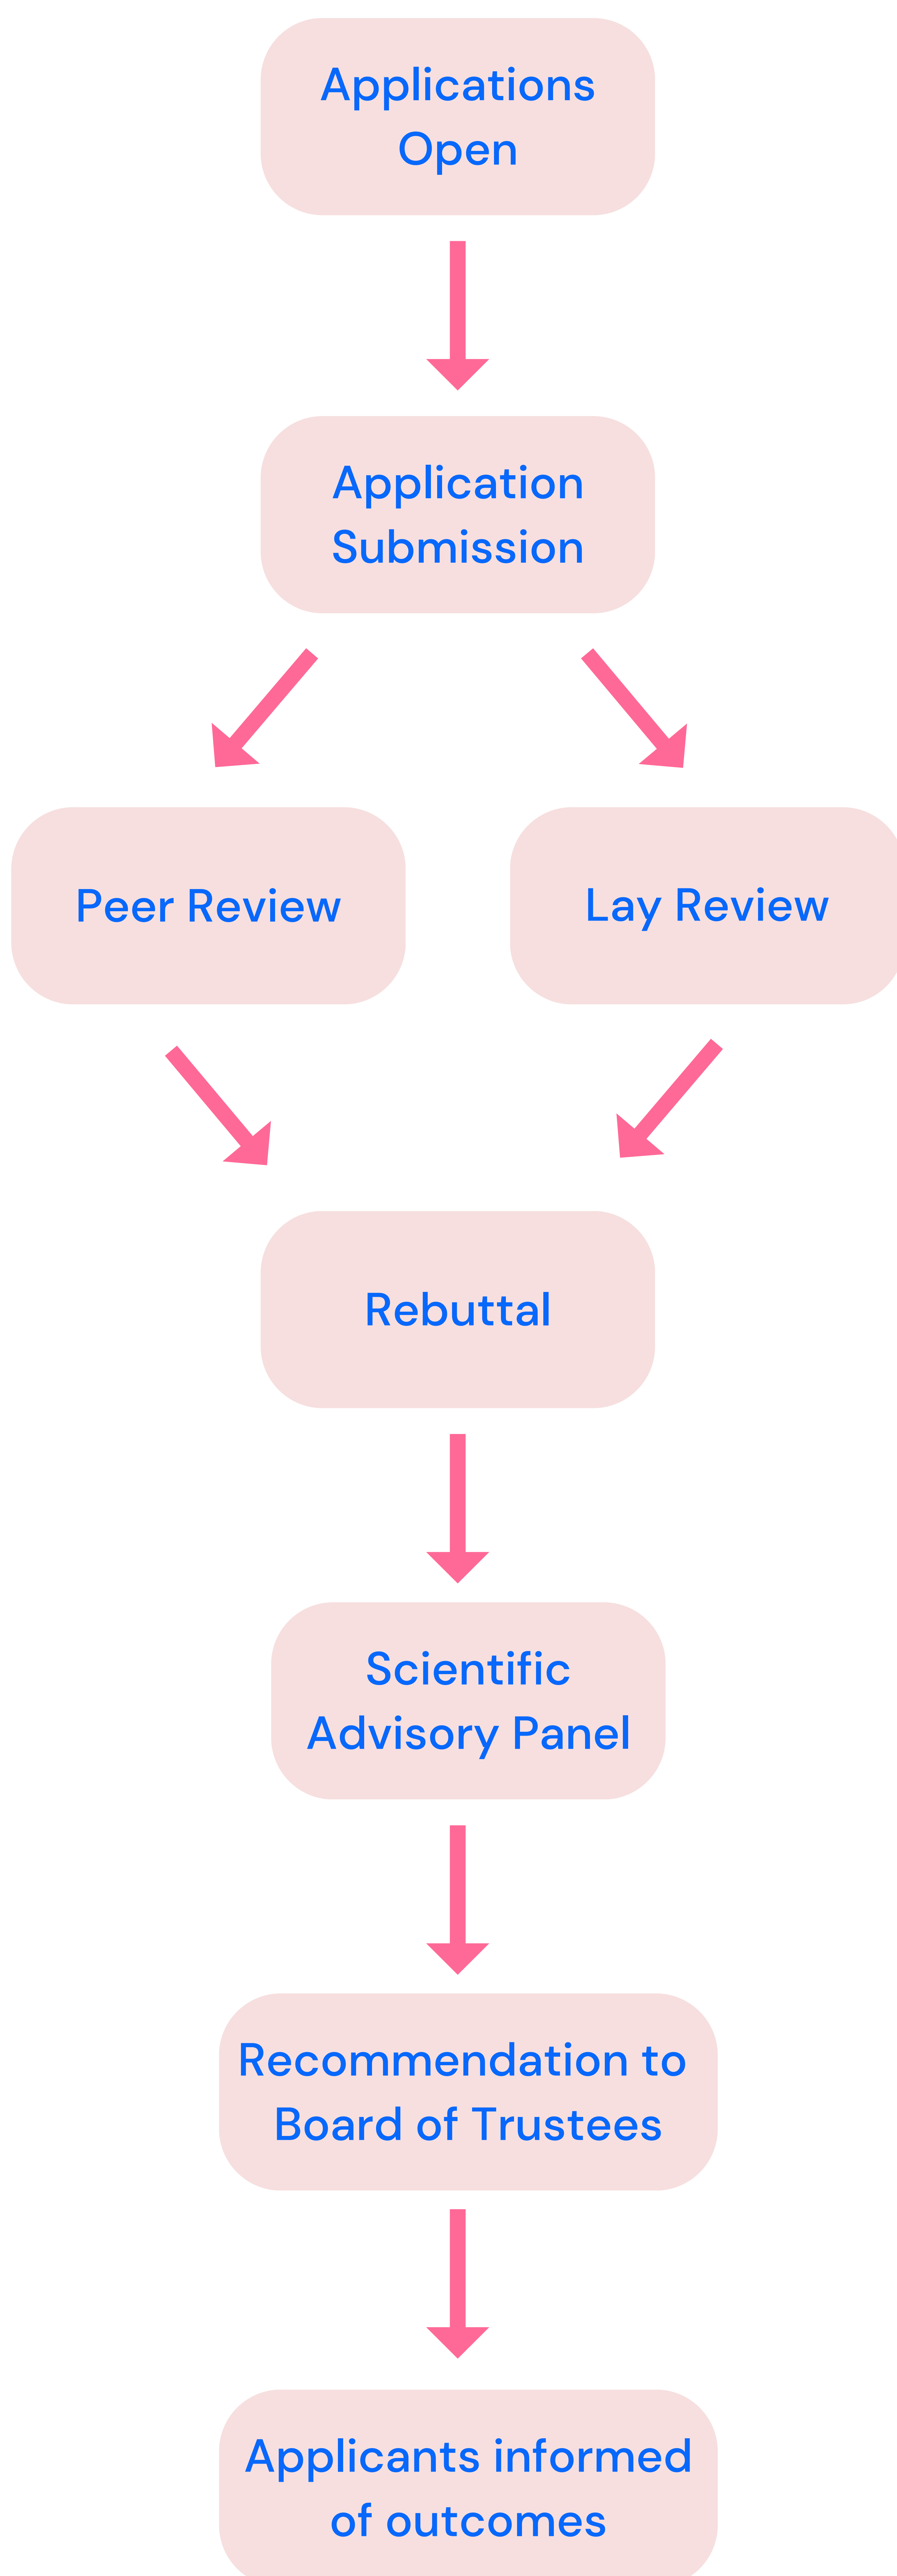 Applications
Open
Application
Submission
Peer Review
Lay Review
Rebuttal
Scientific
Advisory Panel
Recommendation to
Board of Trustees
Applicants informed
of outcomes